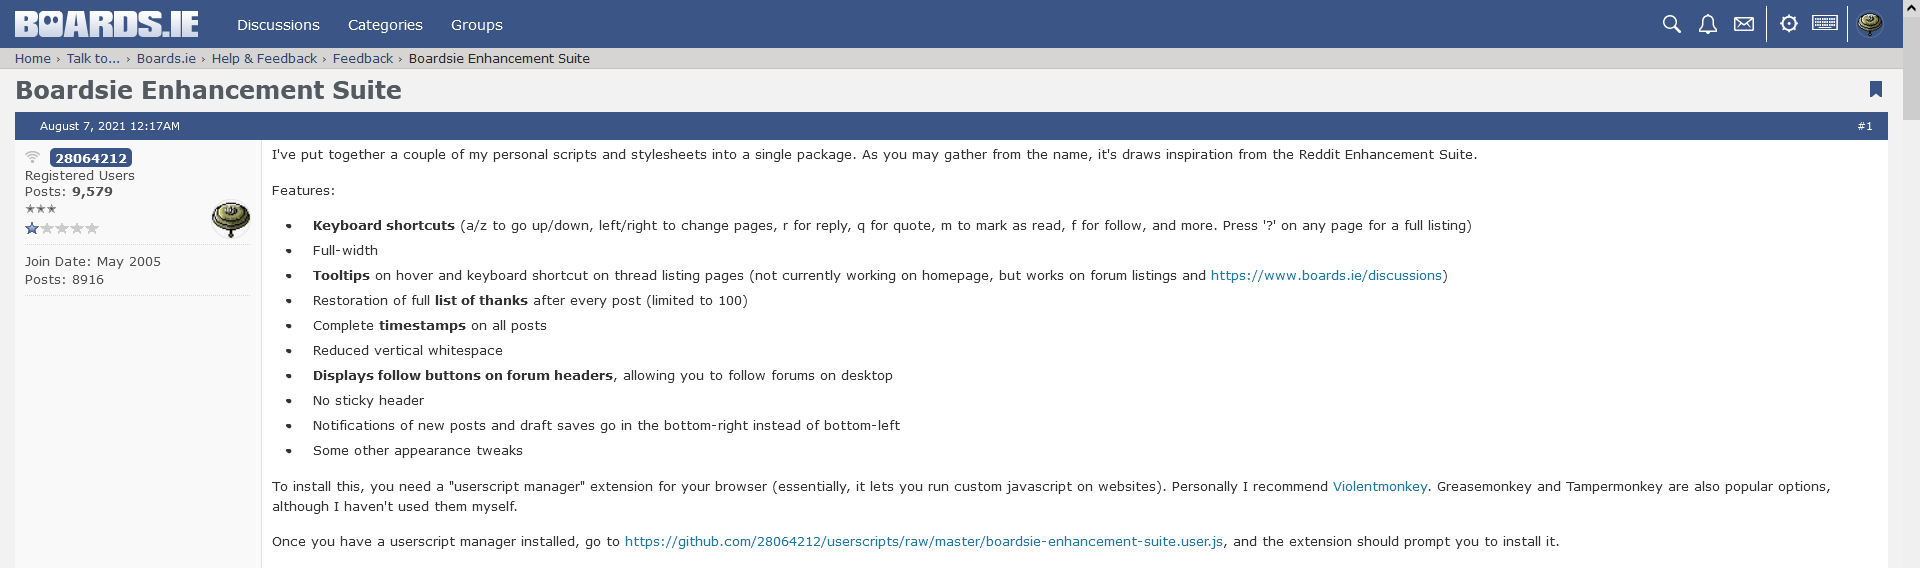 BOARDS.IE Discussions Categories Groups
Home › Talk to... › Boards.ie › Help & Feedback › Feedback › Boardsie Enhancement Suite
Boardsie Enhancement Suite
August 7, 2021 12:17AM #1
28064212
Registered Users
Posts: 9,579
★★★
Join Date: May 2005
Posts: 8916
I've put together a couple of my personal scripts and stylesheets into a single package. As you may gather from the name, it's draws inspiration from the Reddit Enhancement Suite.
Features:
• Keyboard shortcuts (a/z to go up/down, left/right to change pages, r for reply, q for quote, m to mark as read, f for follow, and more. Press '?' on any page for a full listing)
• Full-width
• Tooltips on hover and keyboard shortcut on thread listing pages (not currently working on homepage, but works on forum listings and https://www.boards.ie/discussions)
• Restoration of full list of thanks after every post (limited to 100)
• Complete timestamps on all posts
• Reduced vertical whitespace
• Displays follow buttons on forum headers, allowing you to follow forums on desktop
• No sticky header
• Notifications of new posts and draft saves go in the bottom-right instead of bottom-left
• Some other appearance tweaks
To install this, you need a "userscript manager" extension for your browser (essentially, it lets you run custom javascript on websites). Personally I recommend Violentmonkey. Greasemonkey and Tampermonkey are also popular options,
although I haven't used them myself.
Once you have a userscript manager installed, go to https://github.com/28064212/userscripts/raw/master/boardsie-enhancement-suite.user.js, and the extension should prompt you to install it.